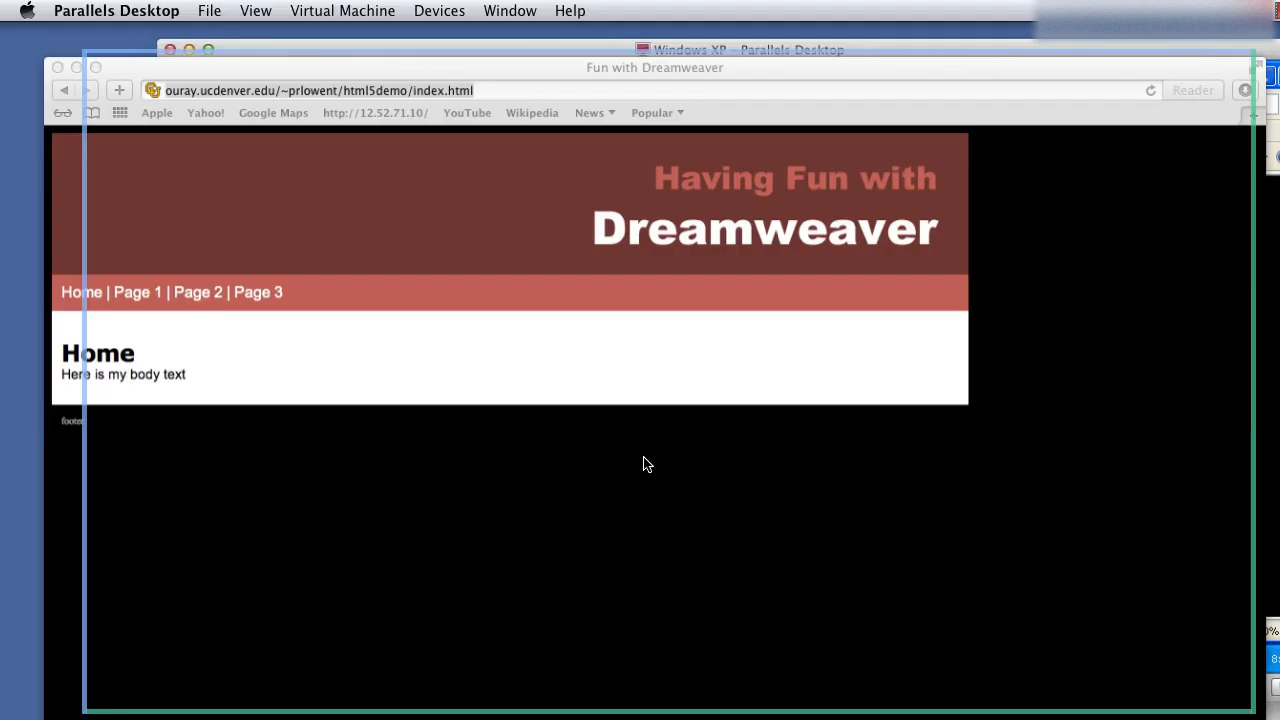 Parallels Desktop File View Virtual Machine Devices Window Help
Windows XP - Parallels Desktop
Fun with Dreamweaver
ouray.ucdenver.edu/~prlowent/html5demo/index.html Reader
Apple Yahoo! Google Maps http://12.52.71.10/ YouTube Wikipedia News Popular
Having Fun with
Dreamweaver
Home | Page 1 | Page 2 | Page 3
Home
Here is my body text
footer